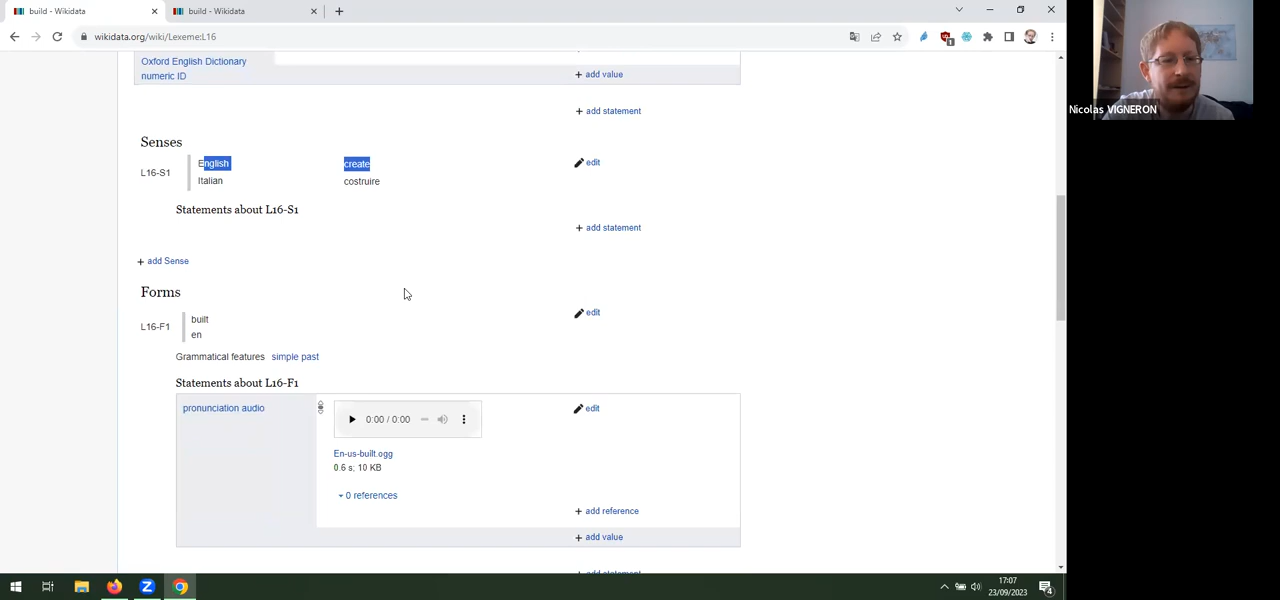 build - Wikidata
build - Wikidata
wikidata.org/wiki/Lexeme:L16
Oxford English Dictionary
numeric ID
+ add value
+ add statement
Senses
L16-S1
English
create
edit
Italian
costruire
Statements about L16-S1
+ add statement
+ add Sense
Forms
L16-F1
built
en
edit
Grammatical features simple past
Statements about L16-F1
pronunciation audio
0:00 / 0:00
edit
En-us-built.ogg
0.6 s; 10 KB
0 references
+ add reference
+ add value
+ add statement
Nicolas VIGNERON
17:07
23/09/2023
1
4